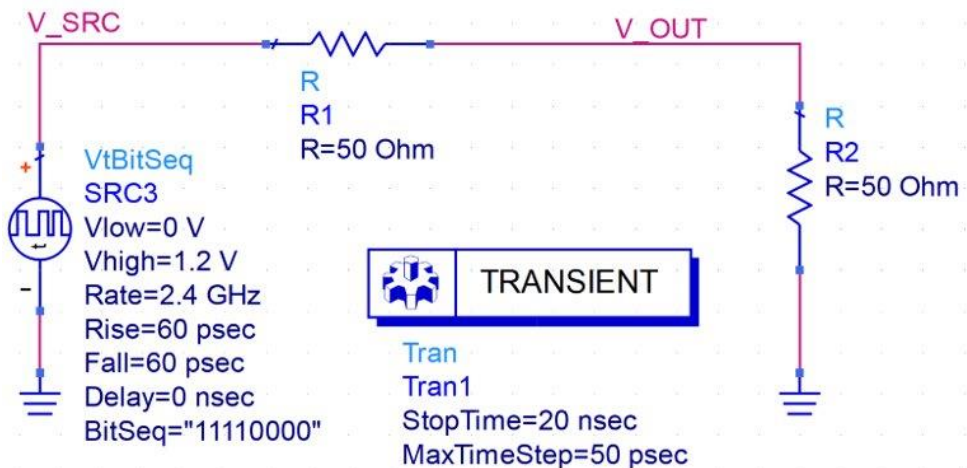 V_SRC
V_OUT
R
R1
R=50 Ohm
R
R2
R=50 Ohm
+
VtBitSeq
SRC3
Vlow=0 V
Vhigh=1.2 V
Rate=2.4 GHz
Rise=60 psec
Fall=60 psec
Delay=0 nsec
BitSeq="11110000"
-
TRANSIENT
Tran
Tran1
StopTime=20 nsec
MaxTimeStep=50 psec